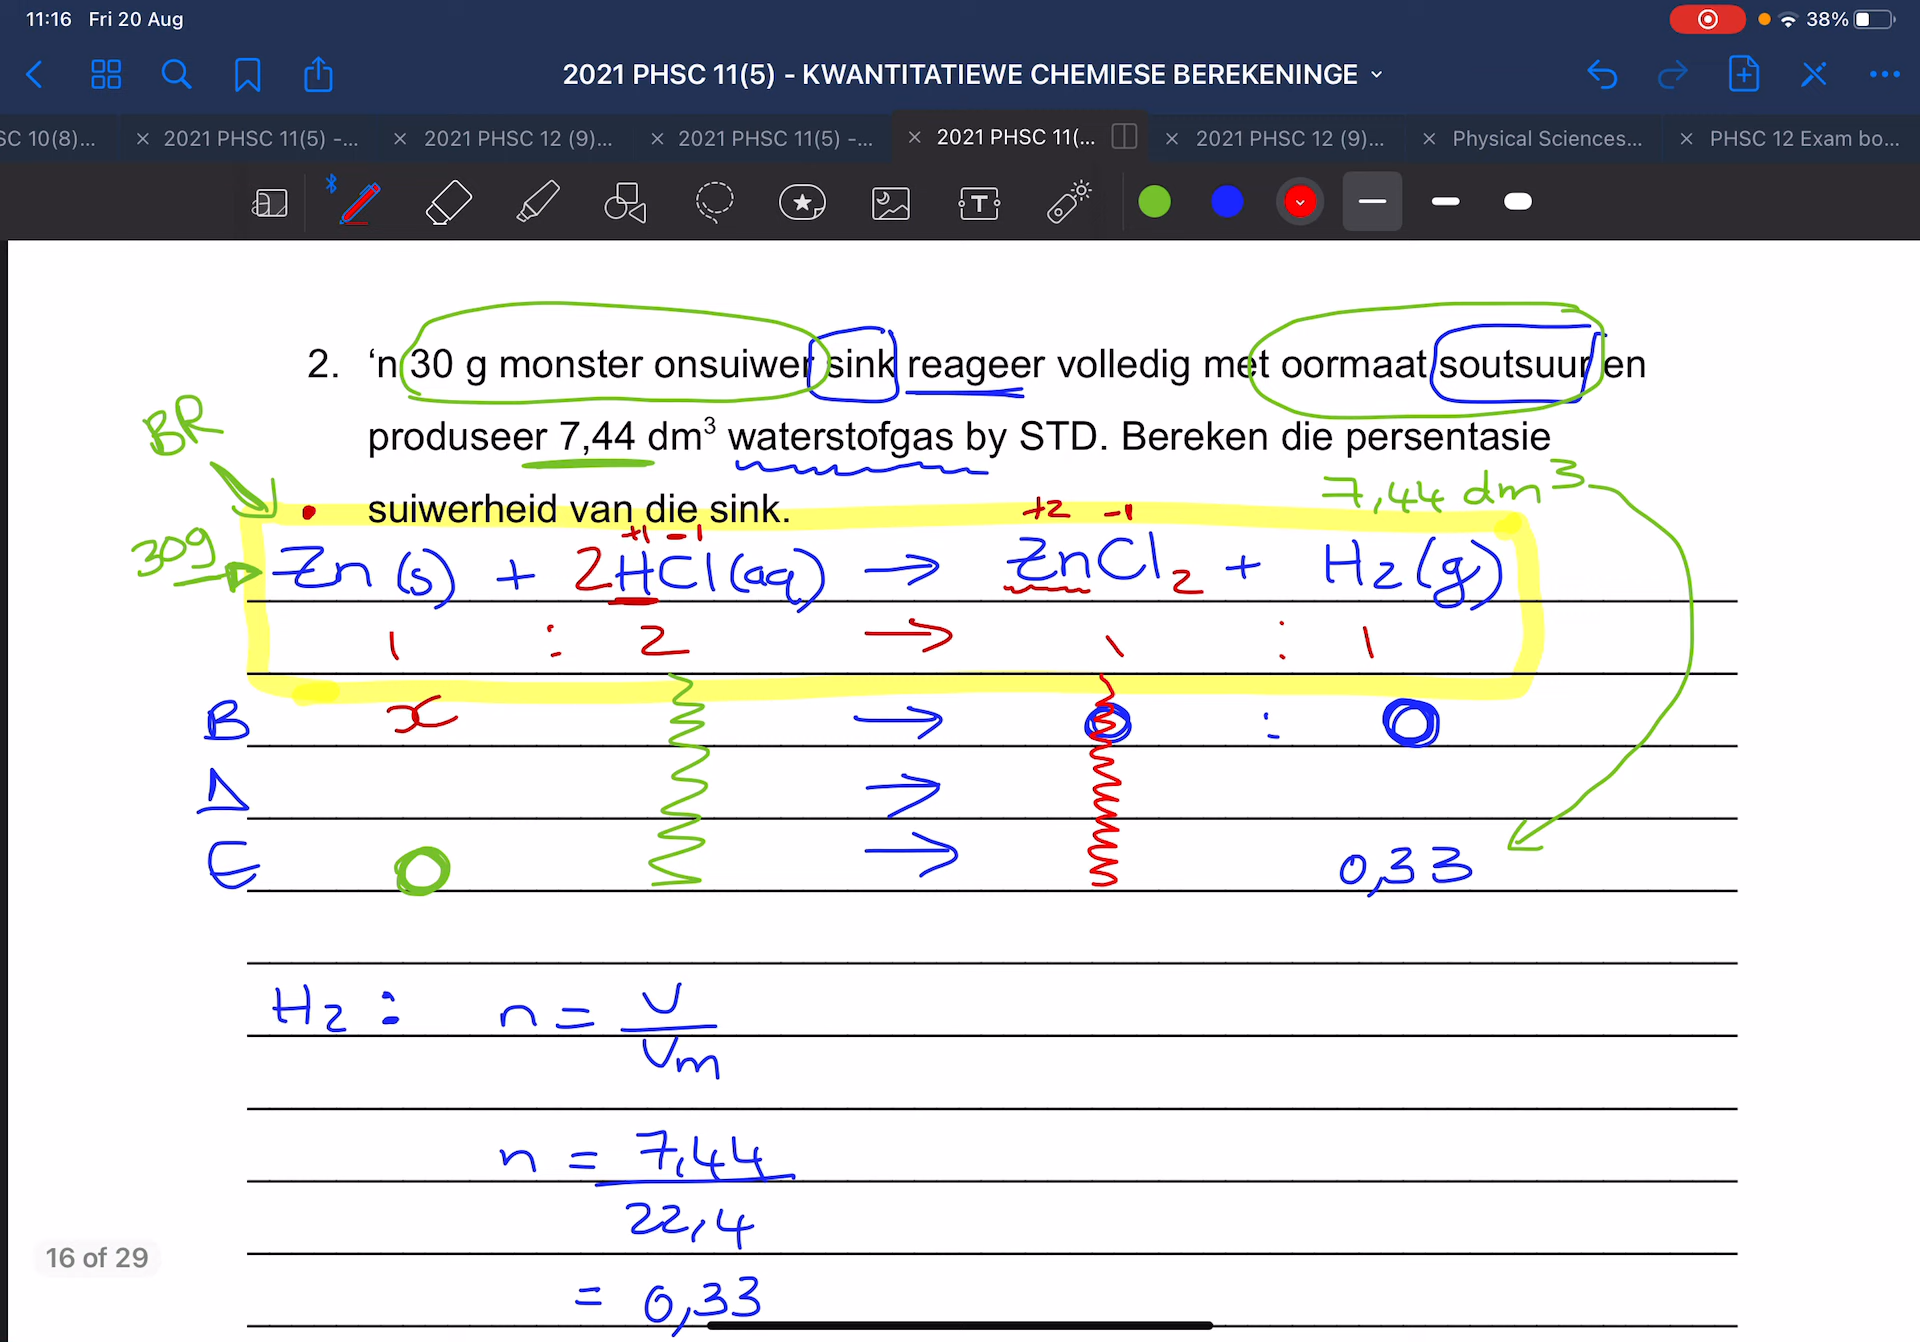 11:16 Fri 20 Aug 38%
2021 PHSC 11(5) - KWANTITATIEWE CHEMIESE BEREKENINGE
SC 10(8)... 2021 PHSC 11(5) -... 2021 PHSC 12 (9)... 2021 PHSC 11(5) -... 2021 PHSC 11(... 2021 PHSC 12 (9)... Physical Sciences... PHSC 12 Exam bo...
2. ‘n 30 g monster onsuiwer sink reageer volledig met oormaat soutsuur en
BR
produseer 7,44 dm³ waterstofgas by STD. Bereken die persentasie
suiwerheid van die sink.
7,44 dm³
+1 -1 +2 -1
30g
Zn (s) + 2HCl (aq) → ZnCl₂ + H₂ (g)
1 : 2 → 1 : 1
B x → 0 : 0
Δ →
E 0 → 0,33
H₂ : n = V
Vm
n = 7,44
22,4
= 0,33
16 of 29